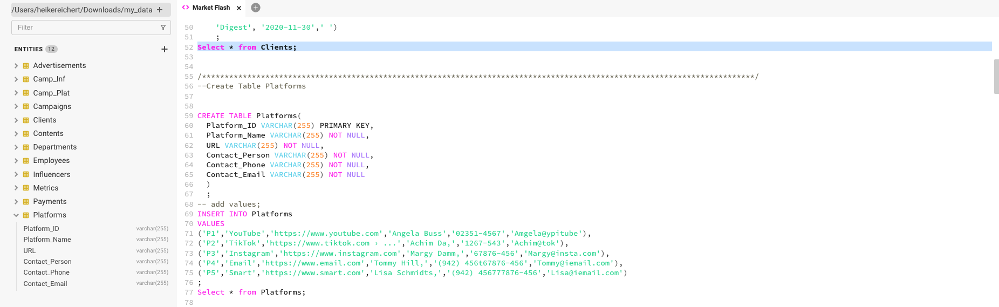 /Users/heikereichert/Downloads/my_data +
Filter
ENTITIES 12 +
Advertisements
Camp_Inf
Camp_Plat
Campaigns
Clients
Contents
Departments
Employees
Influencers
Metrics
Payments
Platforms
Platform_ID varchar(255)
Platform_Name varchar(255)
URL varchar(255)
Contact_Person varchar(255)
Contact_Phone varchar(255)
Contact_Email varchar(255)
<> Market Flash × +
50 'Digest', '2020-11-30',' ')
51 ;
52 Select * from Clients;
53
54
55 /**************************************************************************************************************************/
56 --Create Table Platforms
57
58
59 CREATE TABLE Platforms(
60 Platform_ID VARCHAR(255) PRIMARY KEY,
61 Platform_Name VARCHAR(255) NOT NULL,
62 URL VARCHAR(255) NOT NULL,
63 Contact_Person VARCHAR(255) NOT NULL,
64 Contact_Phone VARCHAR(255) NOT NULL,
65 Contact_Email VARCHAR(255) NOT NULL
66 )
67 ;
68 -- add values;
69 INSERT INTO Platforms
70 VALUES
71 ('P1','YouTube','https://www.youtube.com','Angela Buss','02351-4567','Amgela@ypitube'),
72 ('P2','TikTok','https://www.tiktok.com › ...','Achim Da,','1267-543','Achim@tok'),
73 ('P3','Instagram','https://www.instagram.com','Margy Damm,','67876-456','Margy@insta.com'),
74 ('P4','Email','https://www.email.com','Tommy Hill,','(942) 456t67876-456','Tommy@iemail.com'),
75 ('P5','Smart','https://www.smart.com','Lisa Schmidts,','(942) 456777876-456','Lisa@iemail.com')
76 ;
77 Select * from Platforms;
78